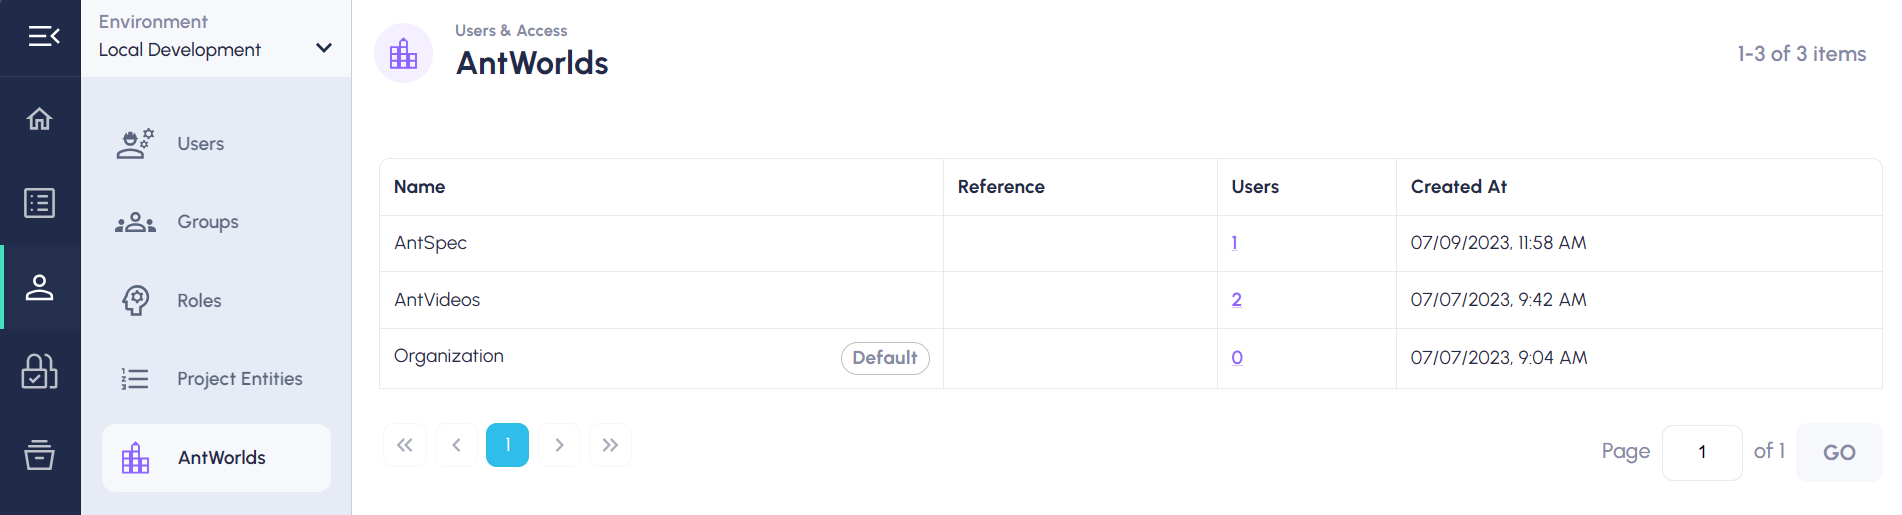 Environment
Local Development
Users
Groups
Roles
Project Entities
AntWorlds
Users & Access
AntWorlds
1-3 of 3 items
Name Reference Users Created At
AntSpec 1 07/09/2023, 11:58 AM
AntVideos 2 07/07/2023, 9:42 AM
Organization Default 0 07/07/2023, 9:04 AM
1
Page 1 of 1 GO